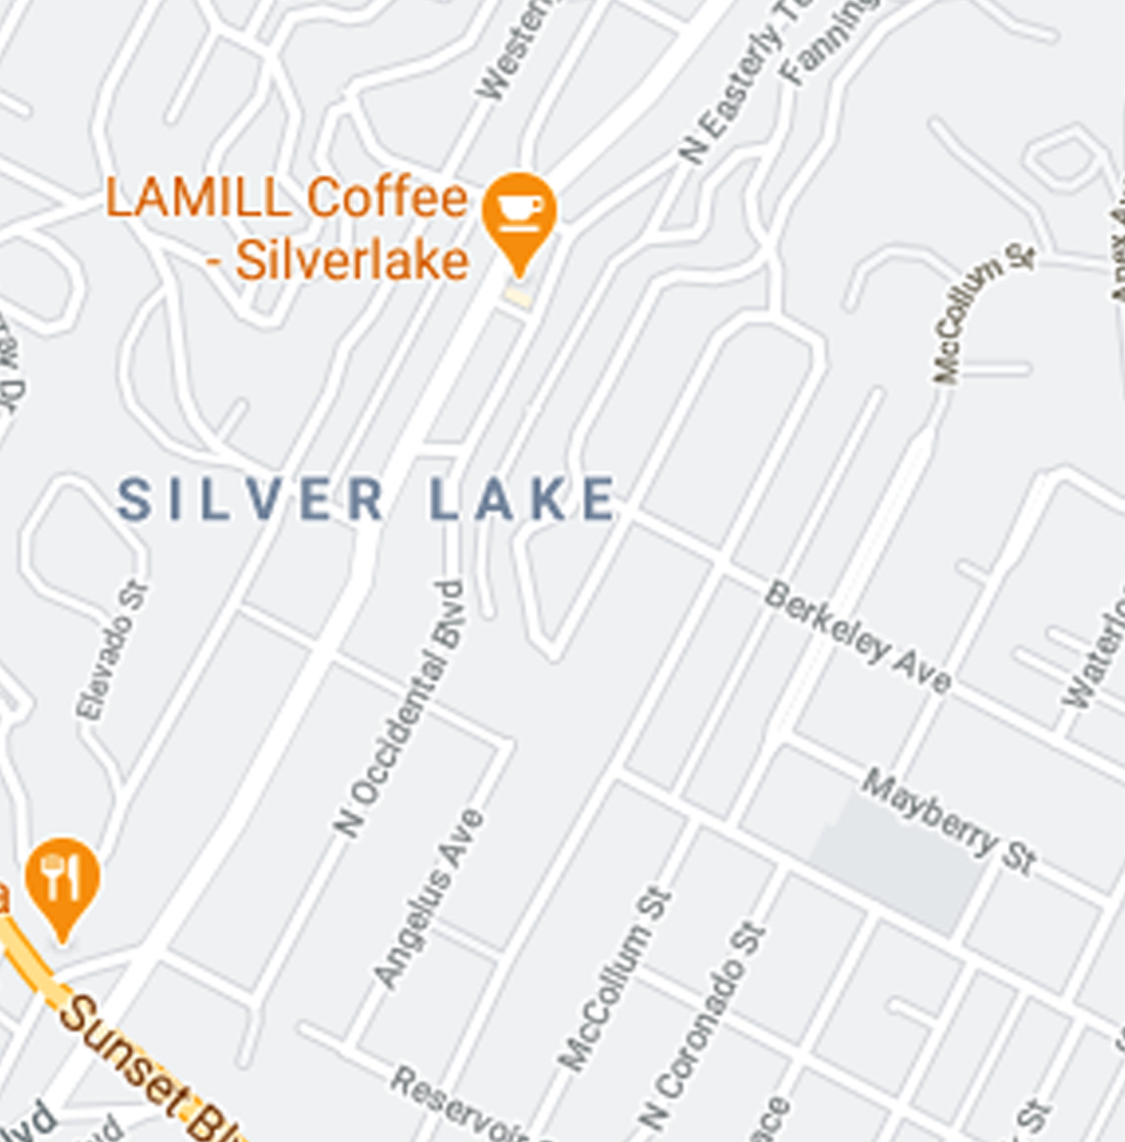 Western
N Easterly Te
Fanning
LAMILL Coffee
- Silverlake
McCollum St
SILVER LAKE
Elevado St
Berkeley Ave
N Occidental Blvd
Mayberry St
Angelus Ave
McCollum St
N Coronado St
Sunset Bl
Reservoir
St